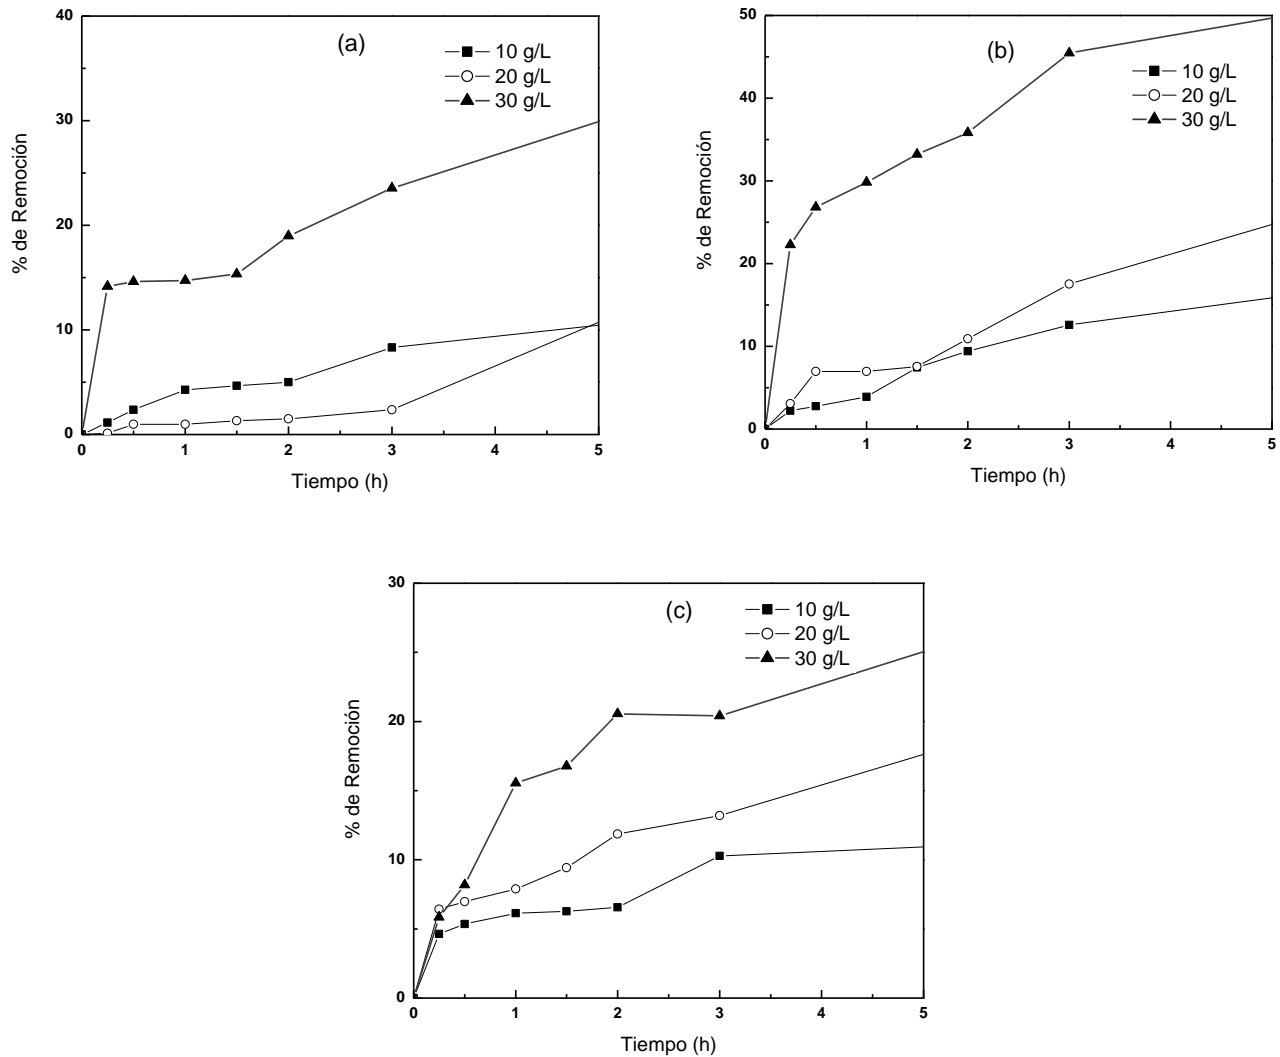 (a)
10 g/L
20 g/L
30 g/L
40
30
20
10
0
% de Remoción
0 1 2 3 4 5
Tiempo (h)
(b)
10 g/L
20 g/L
30 g/L
50
40
30
20
10
0
% de Remoción
0 1 2 3 4 5
Tiempo (h)
(c)
10 g/L
20 g/L
30 g/L
30
20
10
0
% de Remoción
0 1 2 3 4 5
Tiempo (h)